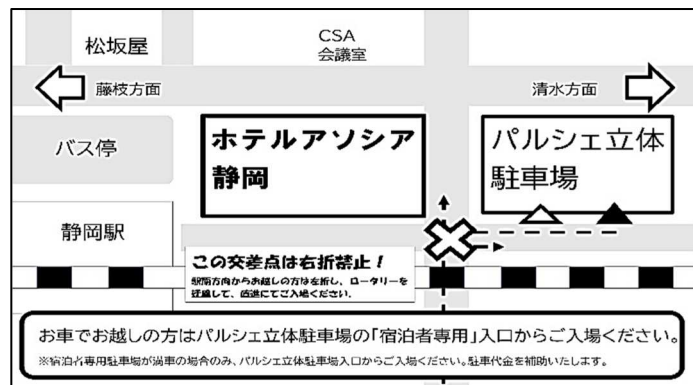 松坂屋
CSA
会議室
藤枝方面
清水方面
バス停
ホテルアソシア
静岡
パルシェ立体
駐車場
静岡駅
この交差点は右折禁止!
駅南方向からお越しの方は左折し、ロータリーを
迂回して、直進にてご入場ください。
お車でお越しの方はパルシェ立体駐車場の「宿泊者専用」入口からご入場ください。
※宿泊者専用駐車場が満車の場合のみ、パルシェ立体駐車場入口からご入場ください。駐車代金を補助いたします。